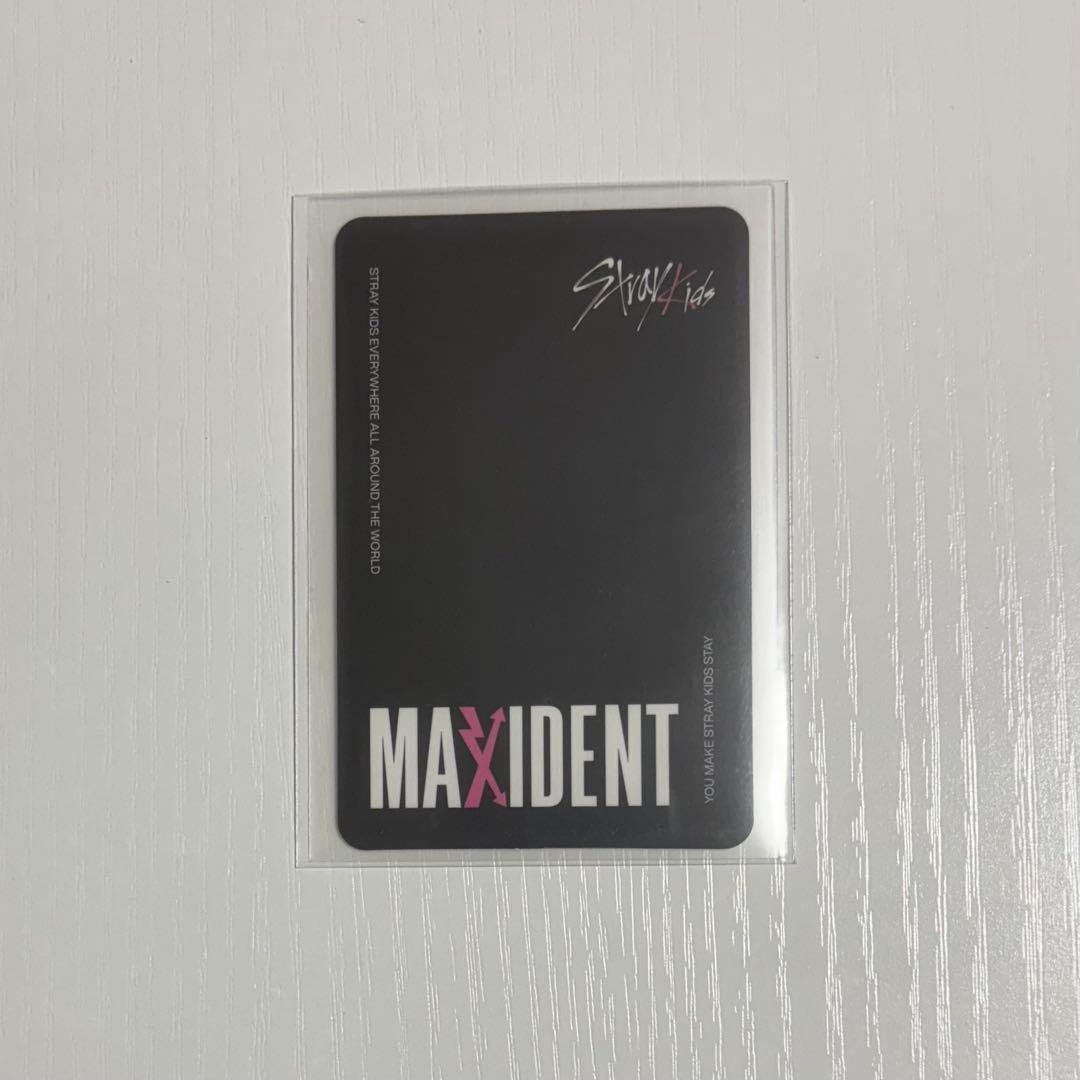 Stray Kids
STRAY KIDS EVERYWHERE ALL AROUND THE WORLD
YOU MAKE STRAY KIDS STAY
MAXIDENT